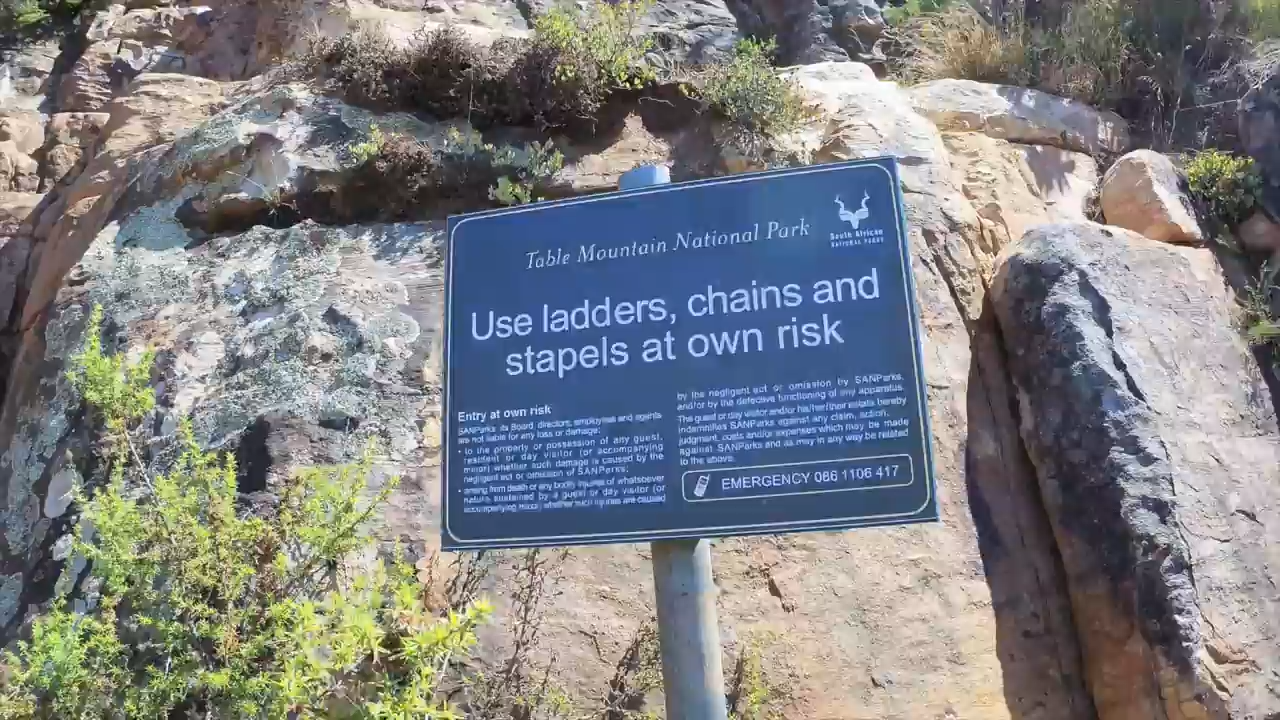 Table Mountain National Park
South African
NATIONAL PARKS
Use ladders, chains and
stapels at own risk
Entry at own risk
SANParks, its Board, directors, employees and agents
are not liable for any loss or damage:
• to the property or possession of any guest,
resident or day visitor (or accompanying
minor) whether such damage is caused by the
negligent act or omission of SANParks;
• arising from death or any bodily injuries of whatsoever
nature sustained by a guest or day visitor (or
accompanying minor) whether such injuries are caused
by the negligent act or omission by SANParks,
and/or by the defective functioning of any apparatus.
The guest or day visitor and/or his/her/their estate hereby
indemnifies SANParks against any claim, action,
judgment, costs and/or expenses which may be made
against SANParks and as may in any way be related
to the above.
EMERGENCY 086 1106 417